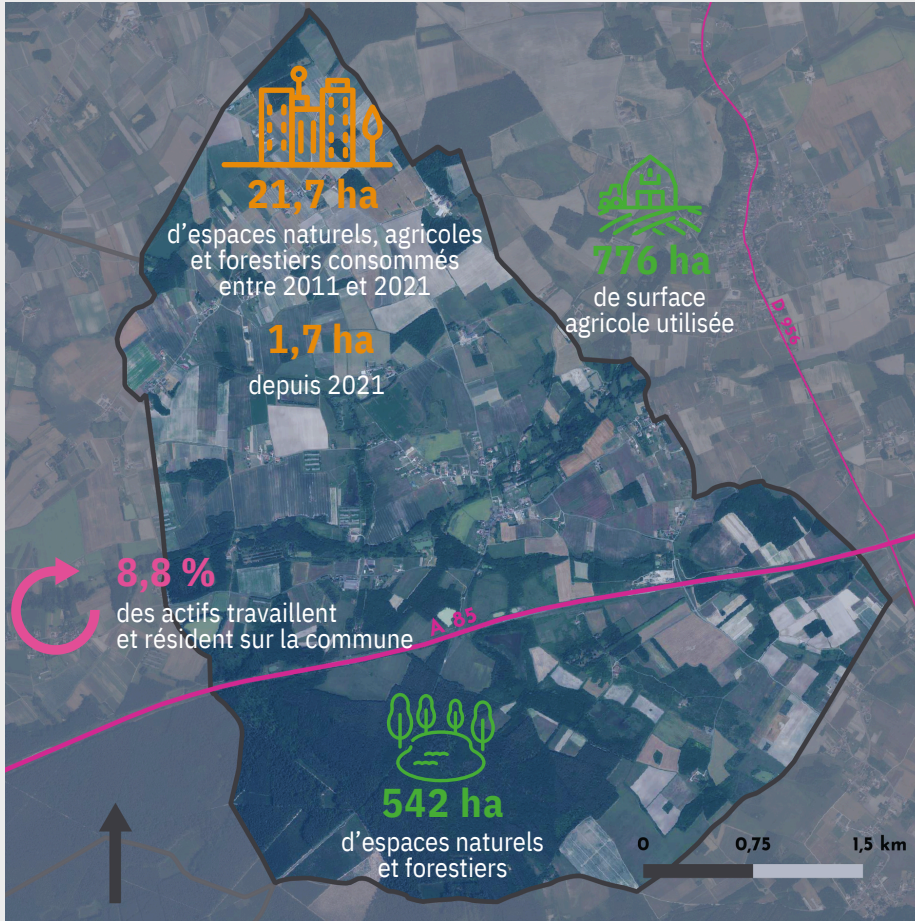 21,7 ha
d'espaces naturels, agricoles
et forestiers consommés
entre 2011 et 2021
1,7 ha
depuis 2021
776 ha
de surface
agricole utilisée
D 956
8,8 %
des actifs travaillent
et résident sur la commune
A 85
542 ha
d'espaces naturels
et forestiers
0 0,75 1,5 km